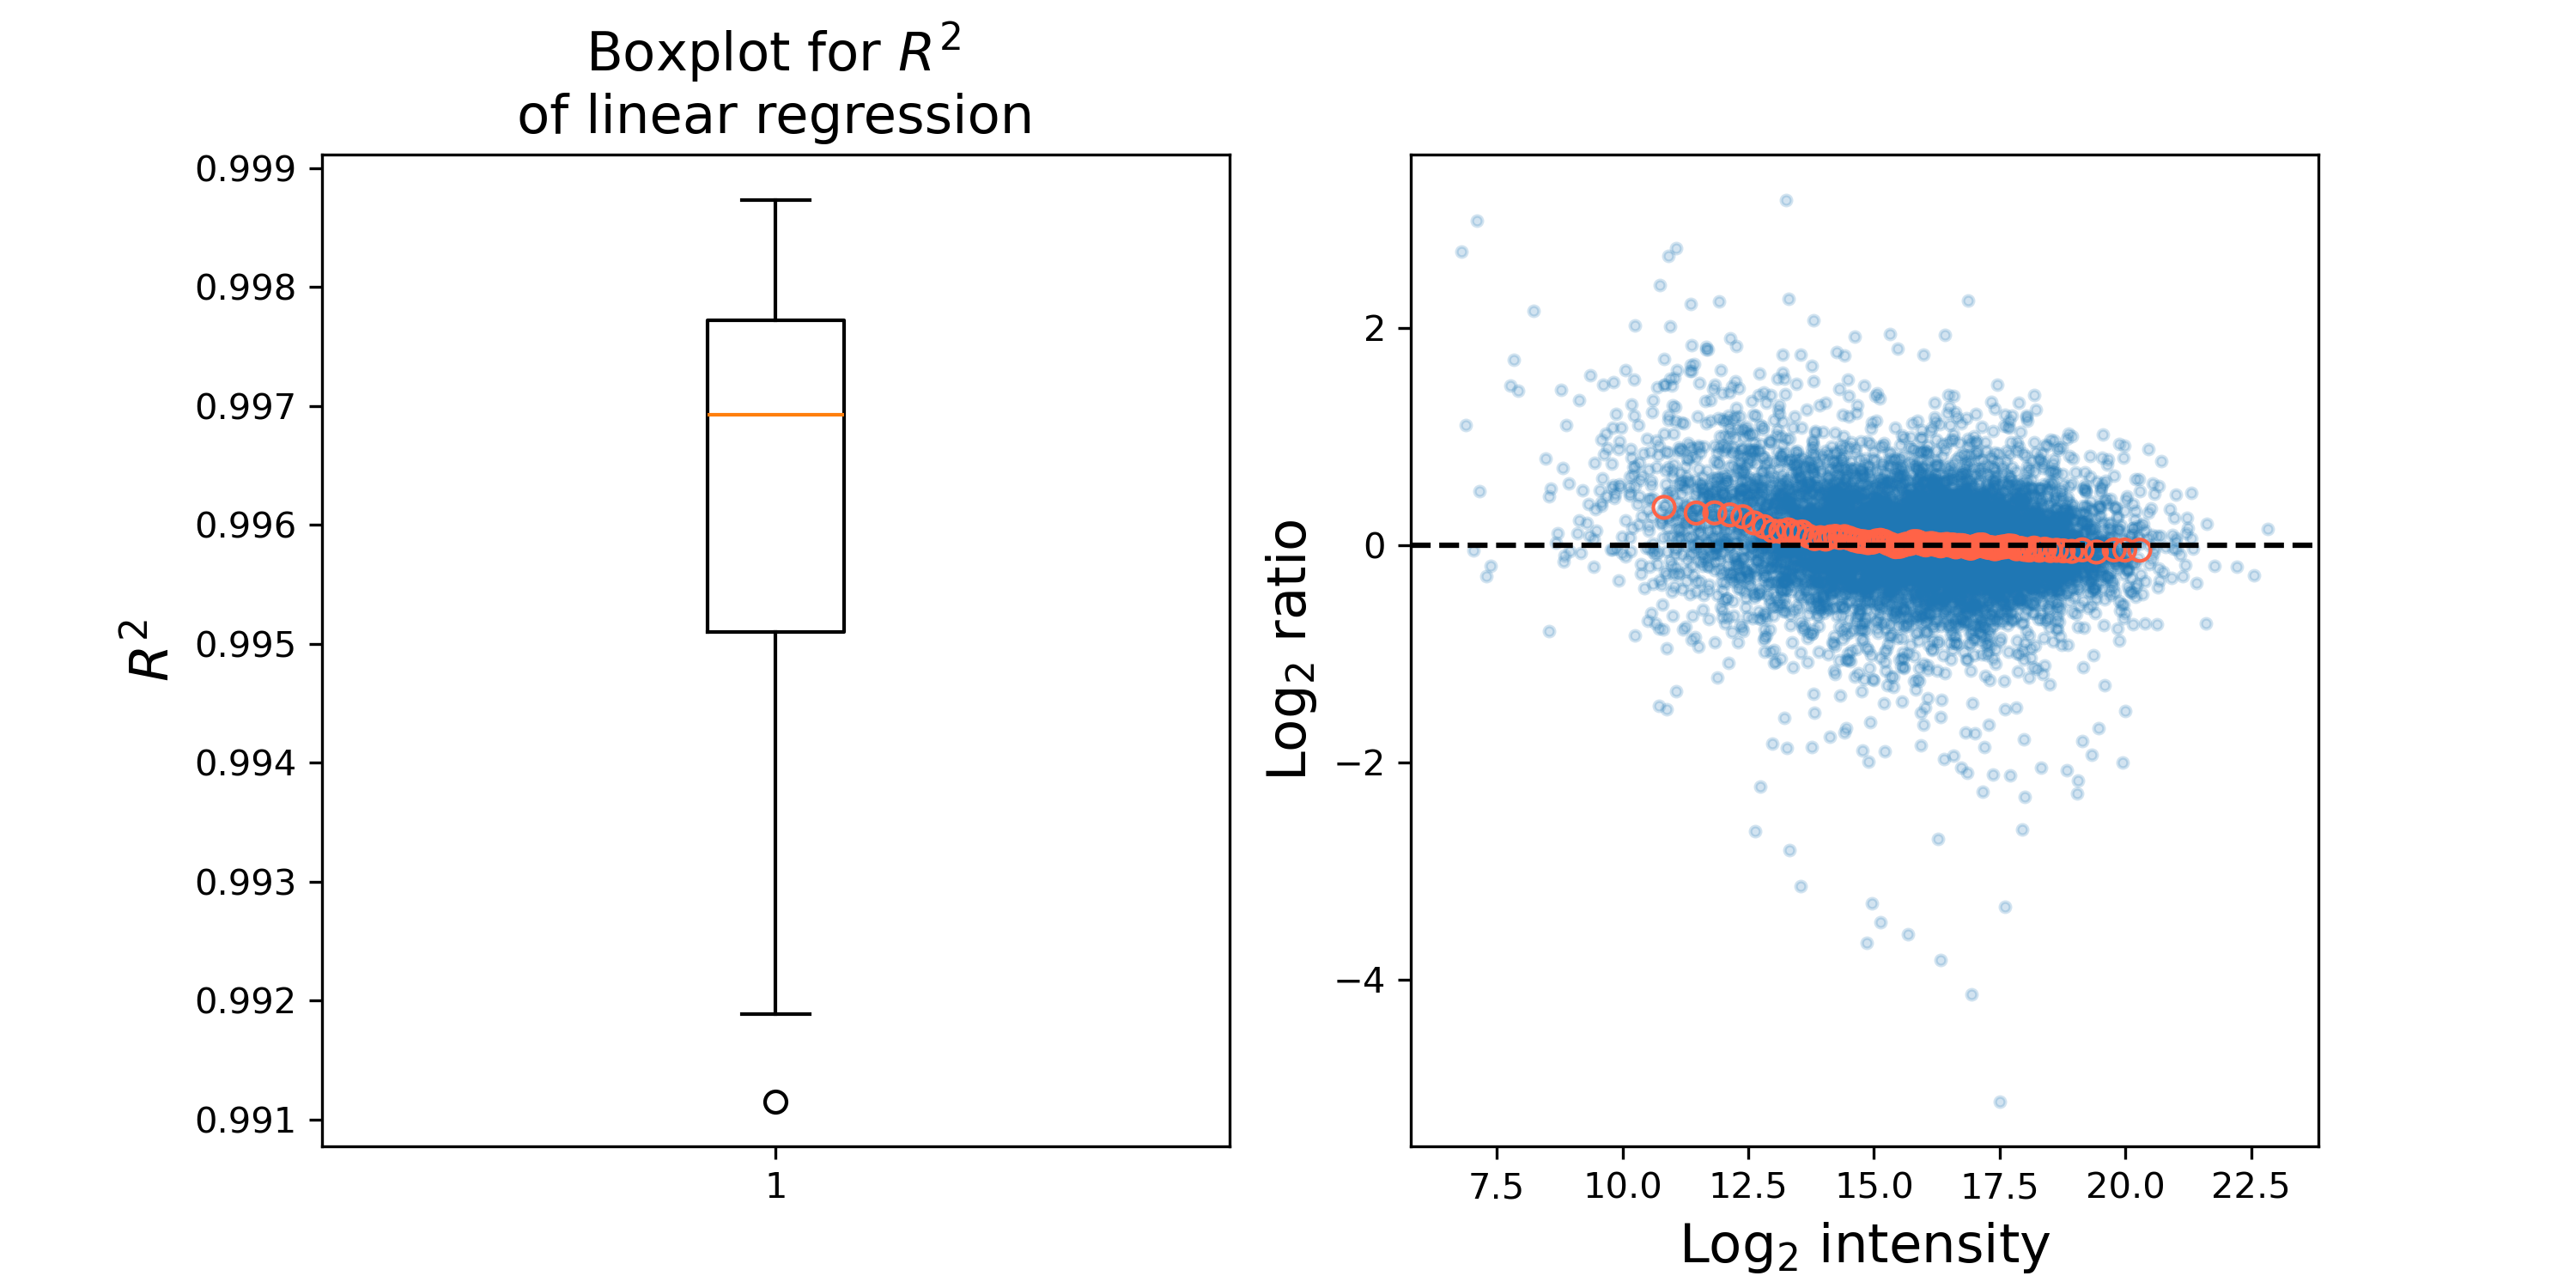 Boxplot for R²
of linear regression
0.999
0.998
0.997
0.996
0.995
0.994
0.993
0.992
0.991
R²
1
2
0
−2
−4
Log₂ ratio
7.5 10.0 12.5 15.0 17.5 20.0 22.5
Log₂ intensity